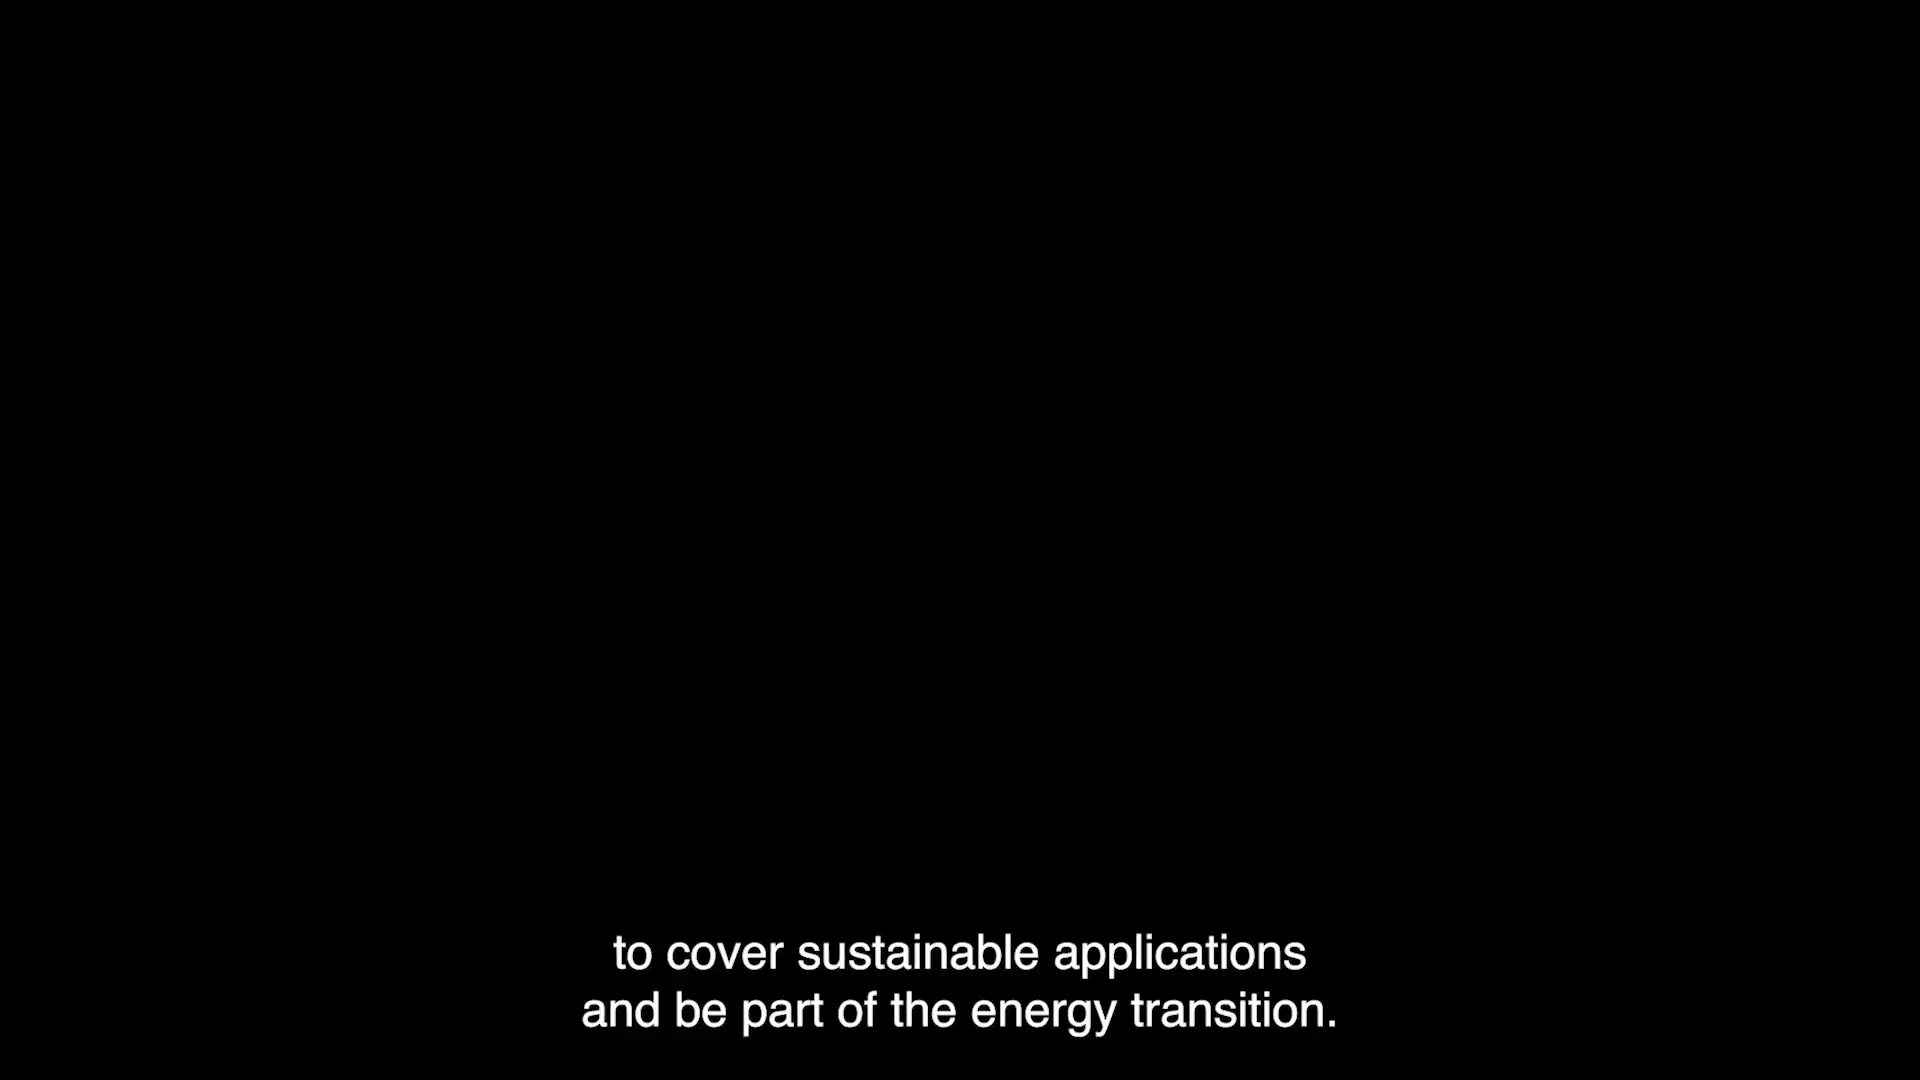 to cover sustainable applications
and be part of the energy transition.